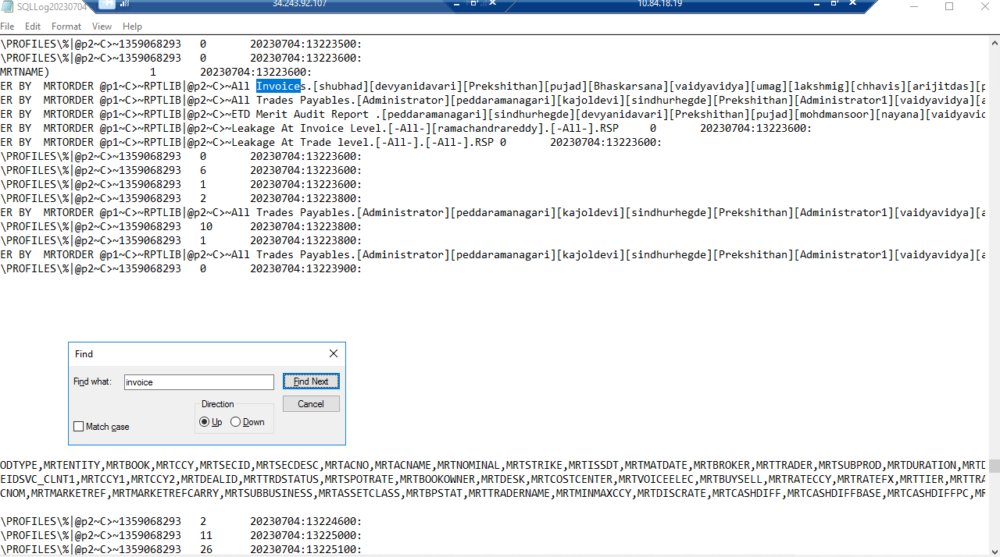 SQLLog20230704
34.243.92.107
10.84.18.19
File Edit Format View Help
\PROFILES\%|@p2~C>~1359068293 0 20230704:13223500:
\PROFILES\%|@p2~C>~1359068293 0 20230704:13223600:
MRTNAME) 1 20230704:13223600:
ER BY MRTORDER @p1~C>~RPTLIB|@p2~C>~All Invoices.[shubhad][devyanidavari][Prekshithan][pujad][Bhaskarsana][vaidyavidya][umag][lakshmig][chhavis][arijitdas][p
ER BY MRTORDER @p1~C>~RPTLIB|@p2~C>~All Trades Payables.[Administrator][peddaramanagari][kajoldevi][sindhurhegde][Prekshithan][Administrator1][vaidyavidya][a
ER BY MRTORDER @p1~C>~RPTLIB|@p2~C>~ETD Merit Audit Report .[peddaramanagari][sindhurhegde][devyanidavari][Prekshithan][pujad][mohdmansoor][nayana][vaidyavid
ER BY MRTORDER @p1~C>~RPTLIB|@p2~C>~Leakage At Invoice Level.[-All-][ramachandrareddy].[-All-].RSP 0 20230704:13223600:
ER BY MRTORDER @p1~C>~RPTLIB|@p2~C>~Leakage At Trade level.[-All-].[-All-].RSP 0 20230704:13223600:
\PROFILES\%|@p2~C>~1359068293 0 20230704:13223600:
\PROFILES\%|@p2~C>~1359068293 6 20230704:13223600:
\PROFILES\%|@p2~C>~1359068293 1 20230704:13223600:
\PROFILES\%|@p2~C>~1359068293 2 20230704:13223800:
ER BY MRTORDER @p1~C>~RPTLIB|@p2~C>~All Trades Payables.[Administrator][peddaramanagari][kajoldevi][sindhurhegde][Prekshithan][Administrator1][vaidyavidya][a
\PROFILES\%|@p2~C>~1359068293 10 20230704:13223800:
\PROFILES\%|@p2~C>~1359068293 1 20230704:13223800:
ER BY MRTORDER @p1~C>~RPTLIB|@p2~C>~All Trades Payables.[Administrator][peddaramanagari][kajoldevi][sindhurhegde][Prekshithan][Administrator1][vaidyavidya][a
\PROFILES\%|@p2~C>~1359068293 0 20230704:13223900:
Find
Find what: invoice Find Next
Direction Cancel
Up Down
Match case
ODTYPE,MRTENTITY,MRTBOOK,MRTCCY,MRTSECID,MRTSECDESC,MRTACNO,MRTACNAME,MRTNOMINAL,MRTSTRIKE,MRTISSDT,MRTMATDATE,MRTBROKER,MRTTRADER,MRTSUBPROD,MRTDURATION,MRTD
EIDSVC_CLNT1,MRTCCY1,MRTCCY2,MRTDEALID,MRTTRDSTATUS,MRTSPOTRATE,MRTBOOKOWNER,MRTDESK,MRTCOSTCENTER,MRTVOICEELEC,MRTBUYSELL,MRTRATECCY,MRTRATEFX,MRTTIER,MRTTRA
CNOM,MRTMARKETREF,MRTMARKETREFCARRY,MRTSUBBUSINESS,MRTASSETCLASS,MRTBPSTAT,MRTTRADERNAME,MRTMINMAXCCY,MRTDISCRATE,MRTCASHDIFF,MRTCASHDIFFBASE,MRTCASHDIFFPC,MR
\PROFILES\%|@p2~C>~1359068293 2 20230704:13224600:
\PROFILES\%|@p2~C>~1359068293 11 20230704:13225000:
\PROFILES\%|@p2~C>~1359068293 26 20230704:13225100: